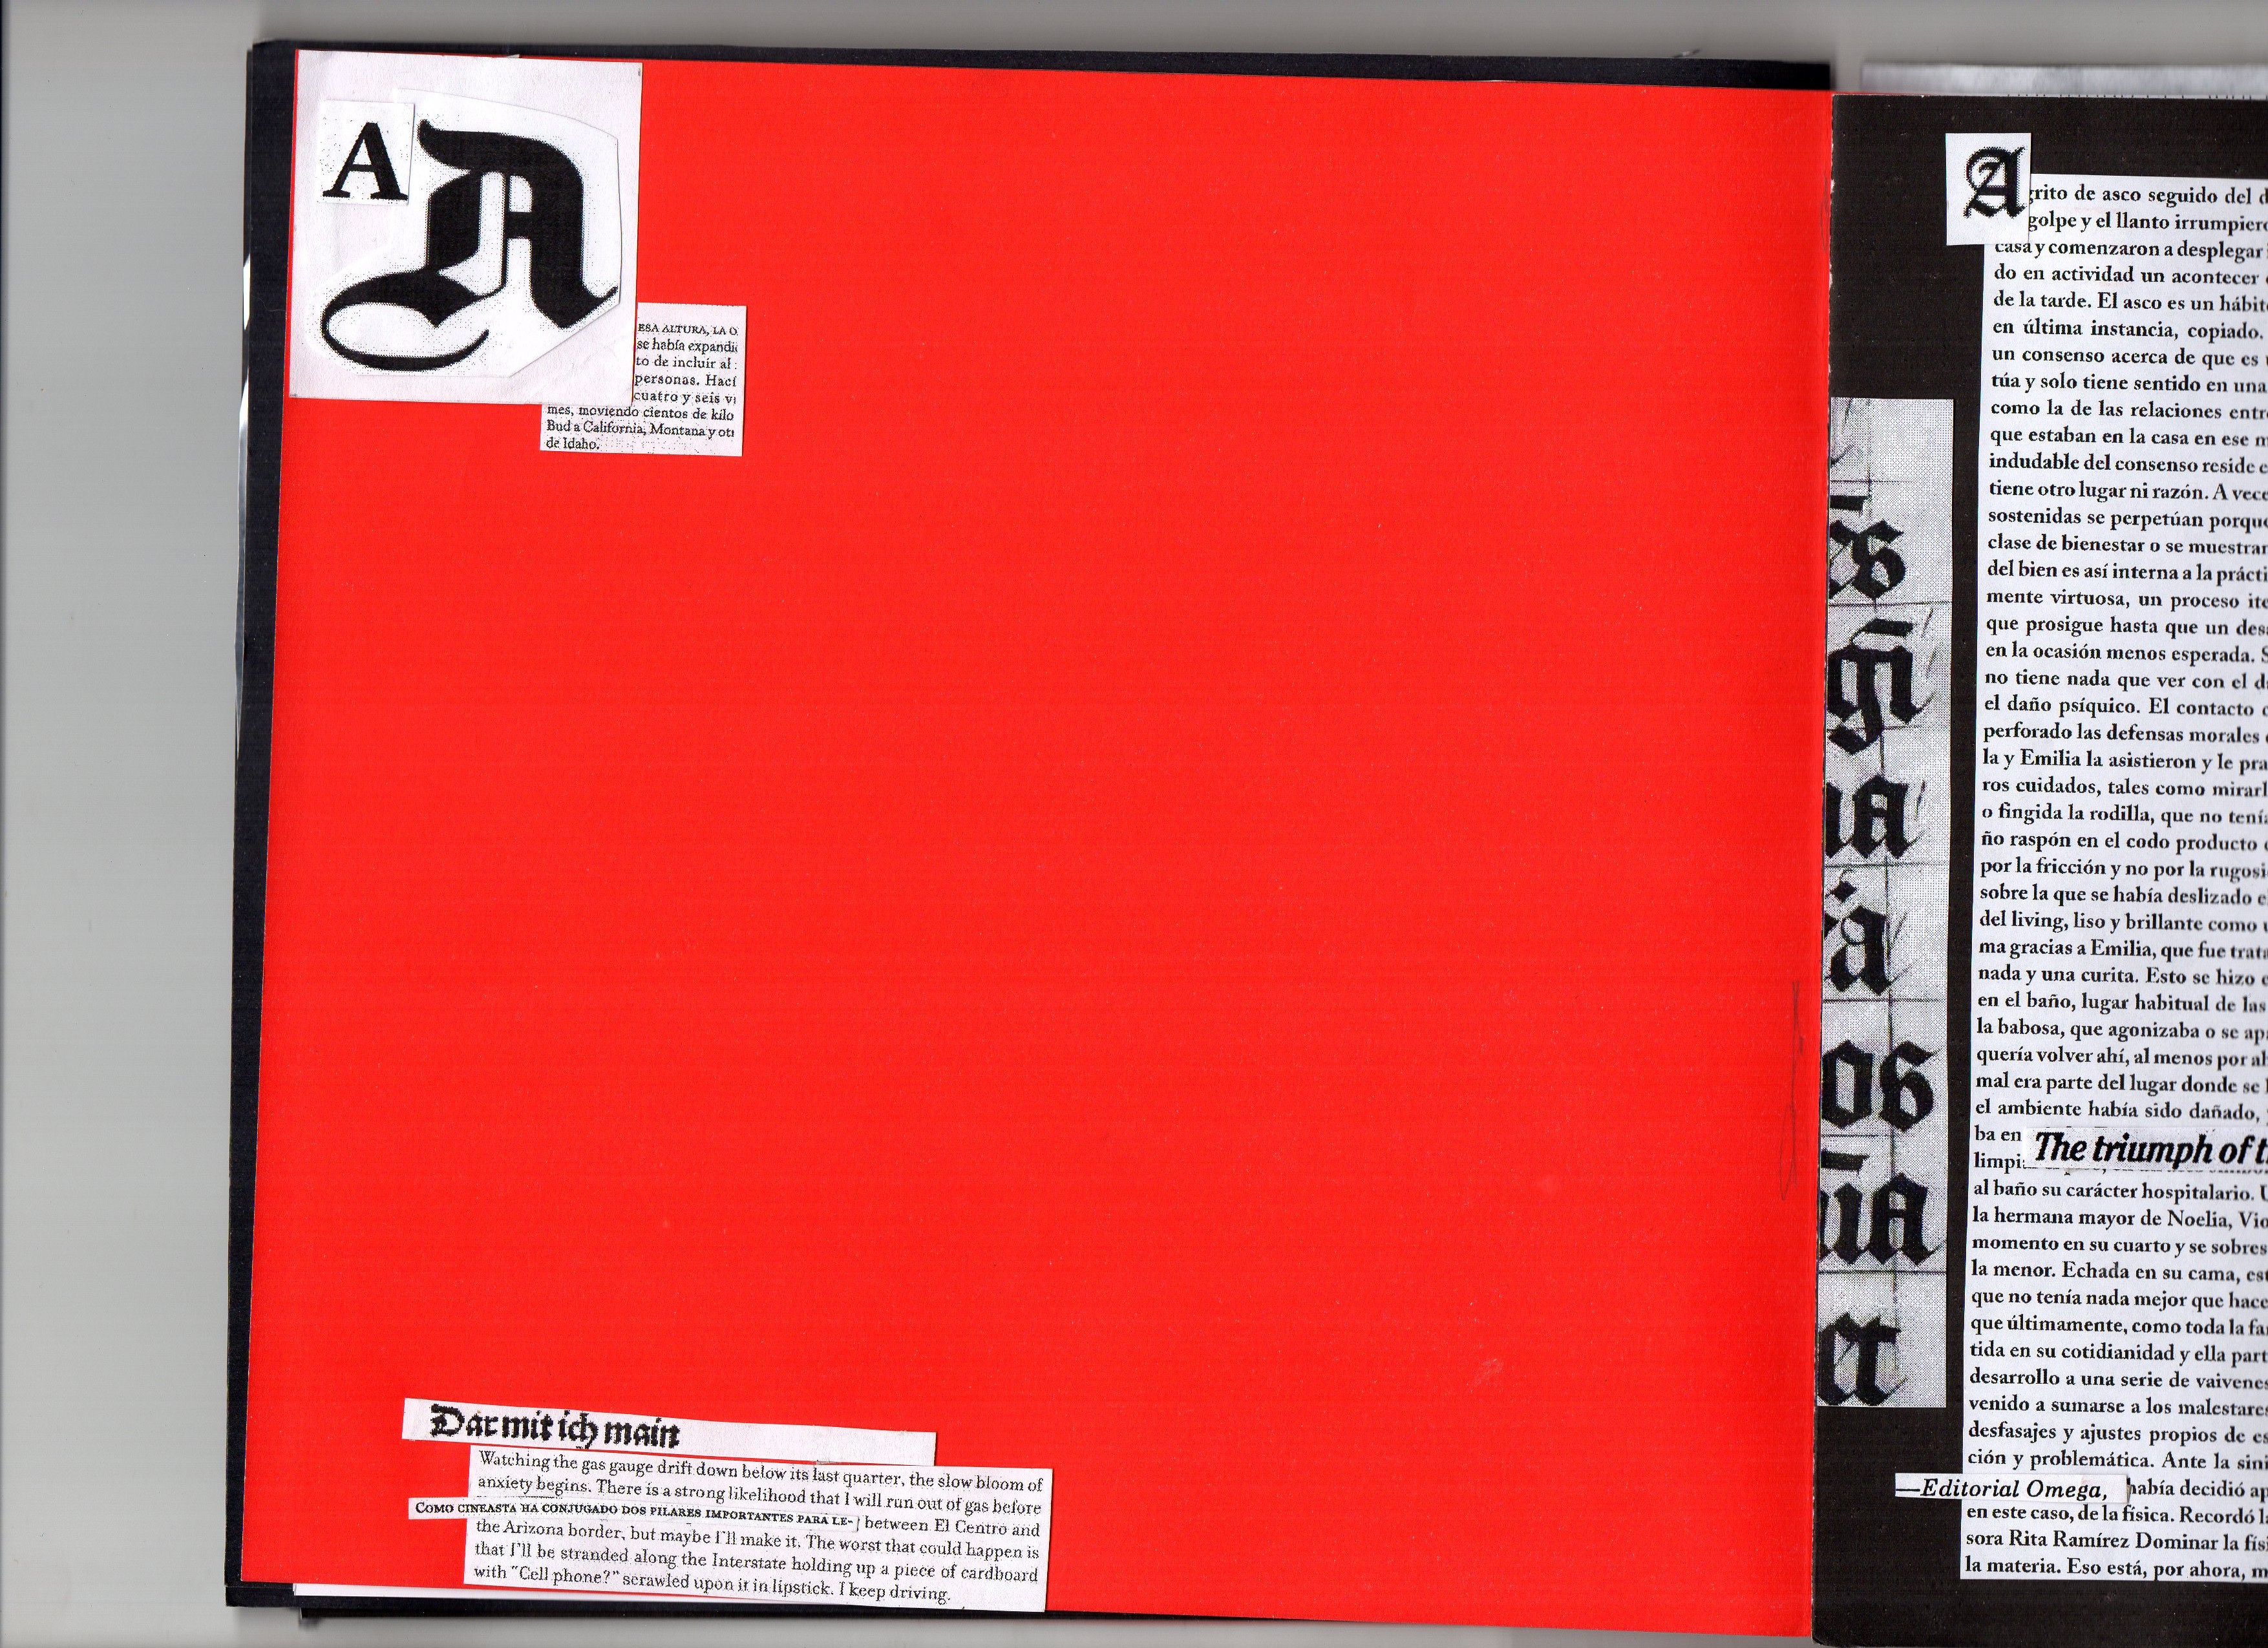 A
A
ESA ALTURA, LA O
se había expandi
to de incluir al
personas. Hací
cuatro y seis vi
mes, moviendo cientos de kilo
Bud a California, Montana y ot
de Idaho.
Dar mit ich main
Watching the gas gauge drift down below its last quarter, the slow bloom of
anxiety begins. There is a strong likelihood that I will run out of gas before
COMO CINEASTA HA CONJUGADO DOS PILARES IMPORTANTES PARA LE- between El Centro and
the Arizona border, but maybe I'll make it. The worst that could happen is
that I'll be stranded along the Interstate holding up a piece of cardboard
with "Cell phone?" scrawled upon it in lipstick. I keep driving.
os
A
grito de asco seguido del d
golpe y el llanto irrumpiero
casa y comenzaron a desplegar
do en actividad un acontecer
de la tarde. El asco es un hábit
en última instancia, copiado.
un consenso acerca de que es
túa y solo tiene sentido en una
como la de las relaciones entr
que estaban en la casa en ese m
indudable del consenso reside e
tiene otro lugar ni razón. A vece
sostenidas se perpetúan porqu
clase de bienestar o se muestra
del bien es así interna a la prácti
mente virtuosa, un proceso ite
que prosigue hasta que un des
en la ocasión menos esperada. S
no tiene nada que ver con el d
el daño psíquico. El contacto
perforado las defensas morales
la y Emilia la asistieron y le pra
ros cuidados, tales como mirarl
o fingida la rodilla, que no tení
ño raspón en el codo producto
por la fricción y no por la rugosi
sobre la que se había deslizado e
del living, liso y brillante como
ma gracias a Emilia, que fue trat
nada y una curita. Esto se hizo
en el baño, lugar habitual de las
la babosa, que agonizaba o se ap
quería volver ahí, al menos por al
mal era parte del lugar donde se
el ambiente había sido dañado,
ba en
The triumph of t
limpi
al baño su carácter hospitalario. U
la hermana mayor de Noelia, Vio
momento en su cuarto y se sobres
la menor. Echada en su cama, est
que no tenía nada mejor que hace
que últimamente, como toda la fa
tida en su cotidianidad y ella part
desarrollo a una serie de vaivenes
venido a sumarse a los malestares
desfasajes y ajustes propios de es
ción y problemática. Ante la sini
—Editorial Omega, había decidió ap
en este caso, de la física. Recordó l
sora Rita Ramírez Dominar la físi
la materia. Eso está, por ahora, m